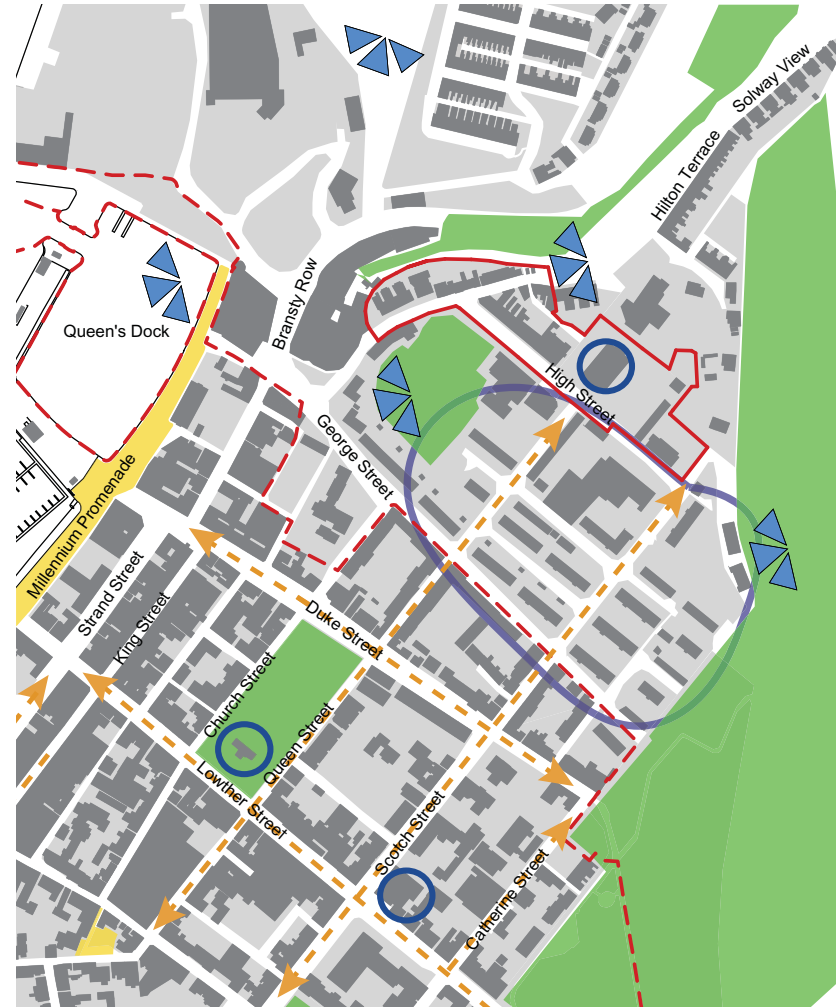 Solway View
Hilton Terrace
Bransty Row
Queen's Dock
High Street
George Street
Millennium Promenade
Strand Street
King Street
Duke Street
Church Street
Queen Street
Lowther Street
Scotch Street
Catherine Street